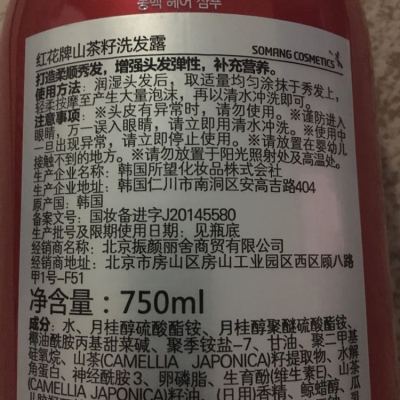 동백 헤어 샴푸
红花牌山茶籽洗发露
SOMANG COSMETICS
打造柔顺秀发，增强头发弹性，补充营养。
使用方法：润湿头发后，取适量均匀涂抹于秀发上，
轻柔按摩至产生大量泡沫，再以清水冲洗即可。
注意事项：※头皮有异常时，请勿使用。※谨防进入
眼睛，万一误入眼睛，请立即用清水冲洗。※使用中
一旦出现异常，请立即停止使用。※请放置在婴幼儿
接触不到的地方。※请勿放置于阳光照射处及高温处。
生产企业名称：韩国所望化妆品株式会社
生产企业地址：韩国仁川市南洞区安高吉路404
原产国：韩国
备案文号：国妆备进字J20145580
生产批号及限期使用日期：见瓶底
经销商名称：北京振颜丽舍商贸有限公司
经销商地址：北京市房山区房山工业园区西区顾八路
甲1号-F51
净含量：750ml
成分：水、月桂醇硫酸酯铵、月桂醇聚醚硫酸酯铵、
椰油酰胺丙基甜菜碱、聚季铵盐-7、甘油、聚二甲基
硅氧烷、山茶(CAMELLIA JAPONICA)籽提取物、水解
角蛋白、神经酰胺3、卵磷脂、生育酚(维生素E)、山茶
(CAMELLIA JAPONICA)籽油、(日用)香精、鲸蜡醇、瓜